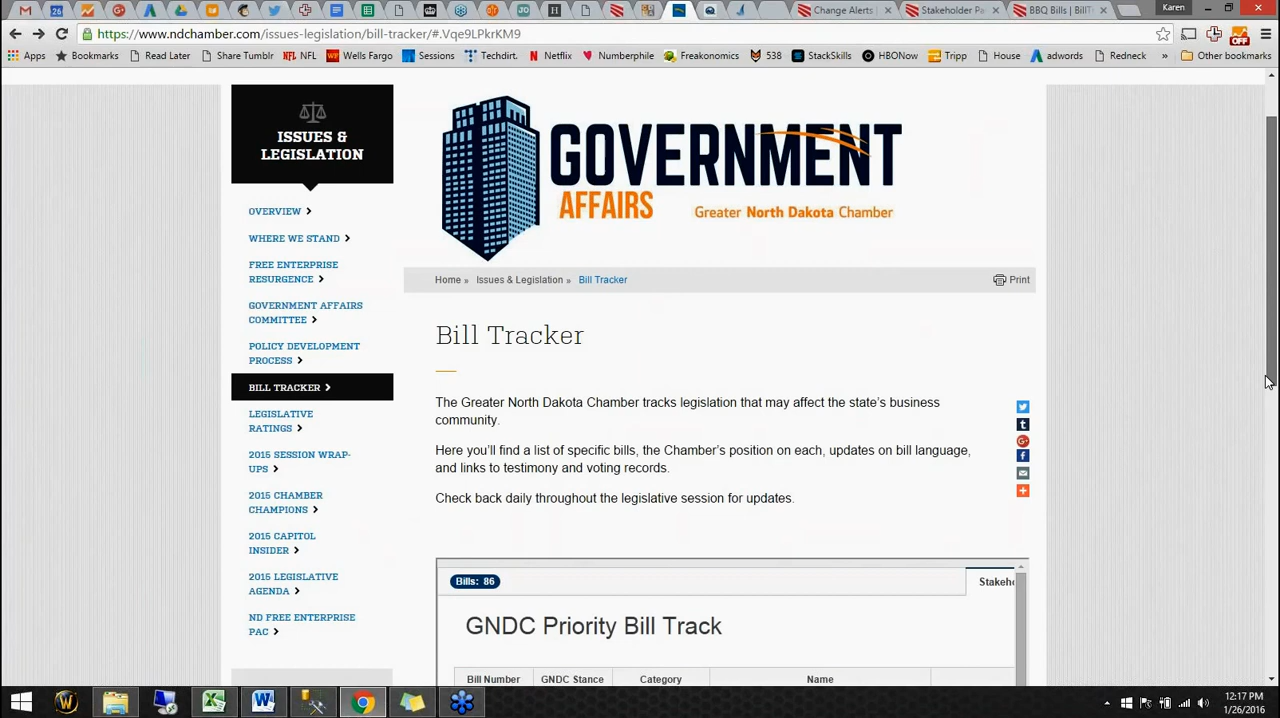 26
JO
H
Change Alerts |
Stakeholder Pa
BBQ Bills | BillT
Karen
https://www.ndchamber.com/issues-legislation/bill-tracker/#.Vqe9LPkrKM9
OFF
Apps
Bookmarks
Read Later
Share Tumblr
NFL
Wells Fargo
Sessions
Techdirt.
Netflix
Numberphile
Freakonomics
538
StackSkills
HBONow
Tripp
House
adwords
Redneck
»
Other bookmarks
ISSUES &
LEGISLATION
OVERVIEW
WHERE WE STAND
FREE ENTERPRISE
RESURGENCE
GOVERNMENT AFFAIRS
COMMITTEE
POLICY DEVELOPMENT
PROCESS
BILL TRACKER
LEGISLATIVE
RATINGS
2015 SESSION WRAP-
UPS
2015 CHAMBER
CHAMPIONS
2015 CAPITOL
INSIDER
2015 LEGISLATIVE
AGENDA
ND FREE ENTERPRISE
PAC
GOVERNMENT
AFFAIRS
Greater North Dakota Chamber
Home » Issues & Legislation » Bill Tracker
Print
Bill Tracker
The Greater North Dakota Chamber tracks legislation that may affect the state's business
community.
Here you'll find a list of specific bills, the Chamber's position on each, updates on bill language,
and links to testimony and voting records.
Check back daily throughout the legislative session for updates.
Bills: 86
Stakeho
GNDC Priority Bill Track
Bill Number
GNDC Stance
Category
Name
12:17 PM
1/26/2016